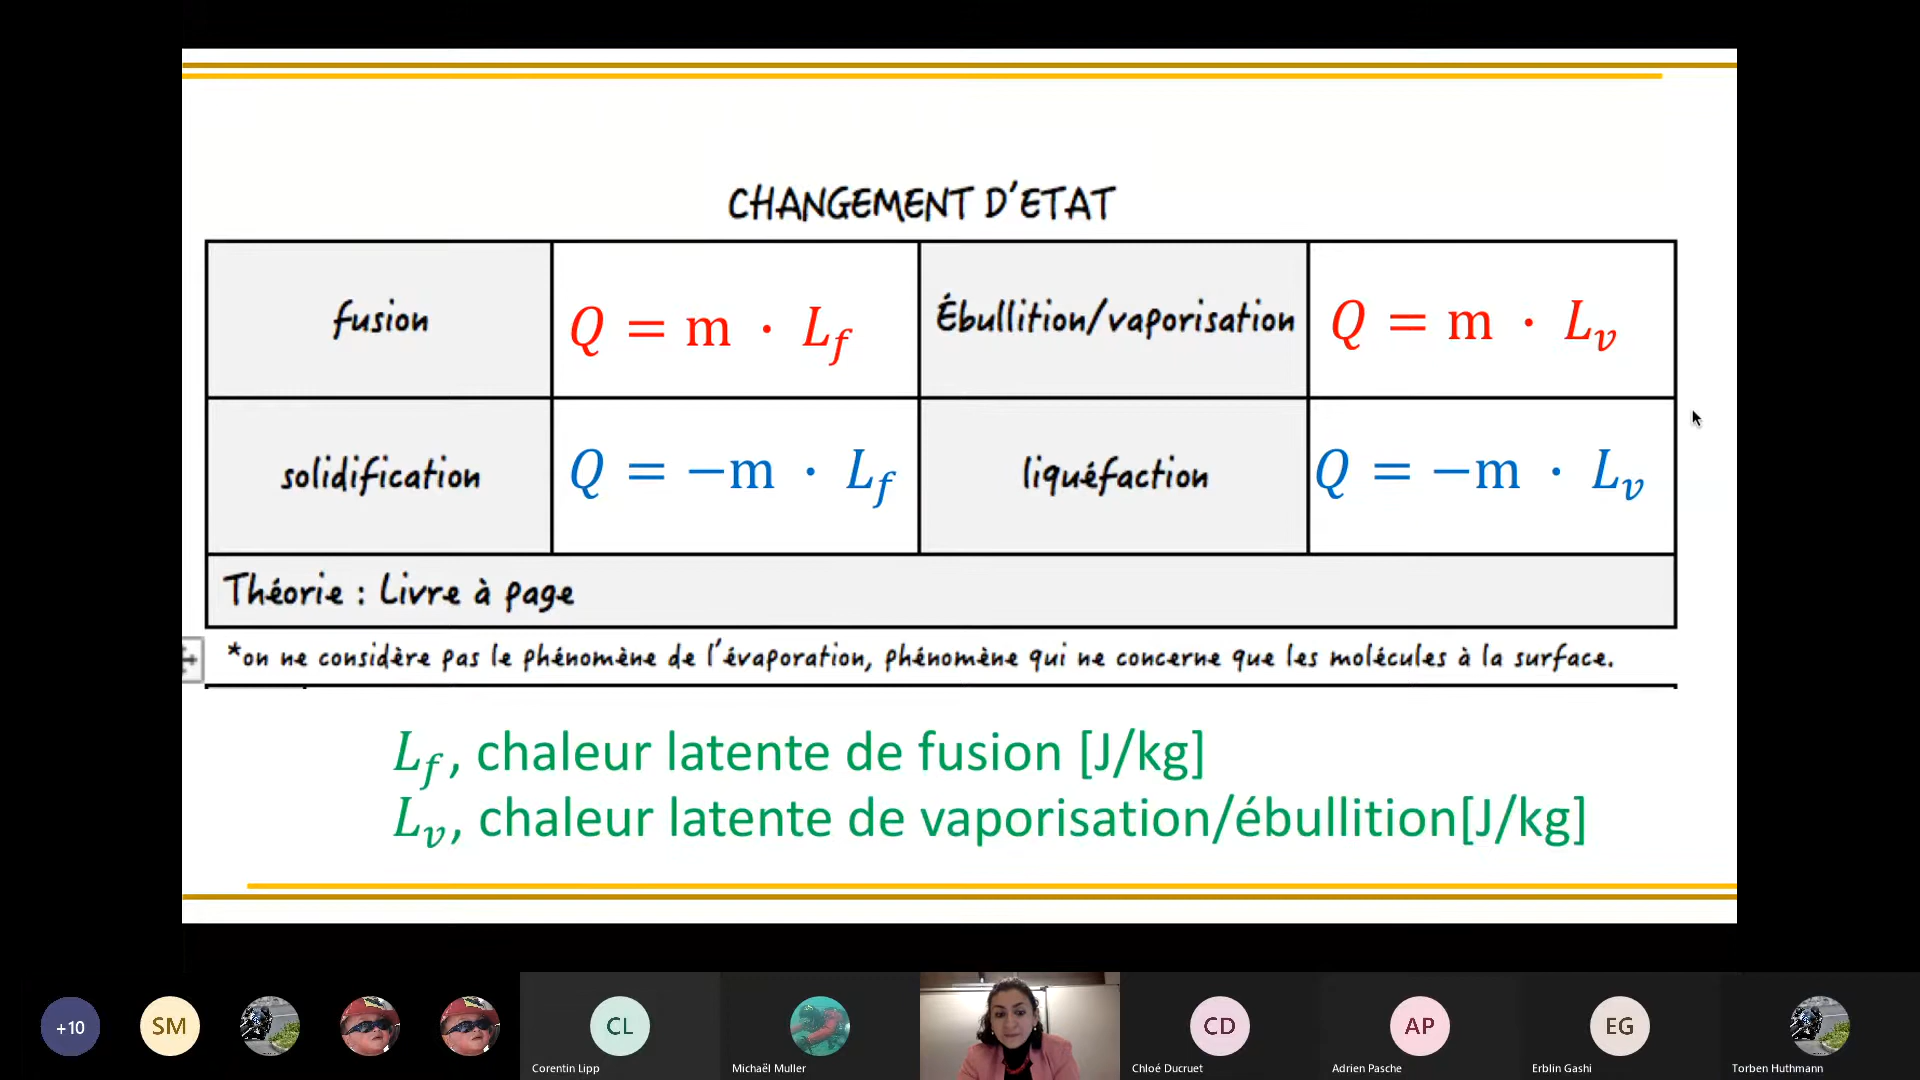 CHANGEMENT D'ETAT
fusion
Q = m · L_f
Ébullition/vaporisation
Q = m · L_v
solidification
Q = −m · L_f
liquéfaction
Q = −m · L_v
Théorie : Livre à page
*on ne considère pas le phénomène de l'évaporation, phénomène qui ne concerne que les molécules à la surface.
L_f, chaleur latente de fusion [J/kg]
L_v, chaleur latente de vaporisation/ébullition[J/kg]
+10
SM
CL
CD
AP
EG
Corentin Lipp
Michaël Muller
Chloé Ducruet
Adrien Pasche
Erblin Gashi
Torben Huthmann